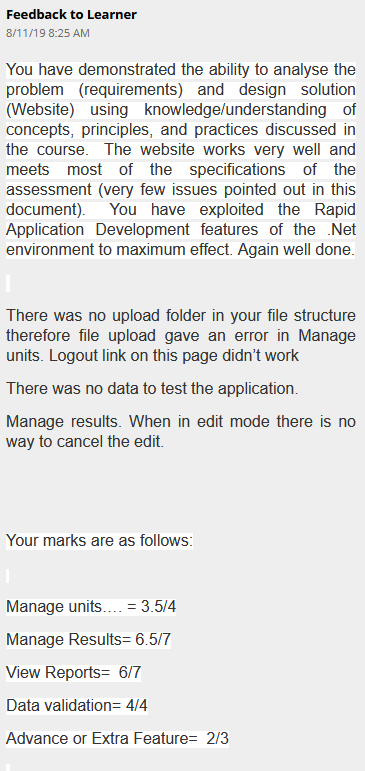 Feedback to Learner
8/11/19 8:25 AM
You have demonstrated the ability to analyse the
problem (requirements) and design solution
(Website) using knowledge/understanding of
concepts, principles, and practices discussed in
the course. The website works very well and
meets most of the specifications of the
assessment (very few issues pointed out in this
document). You have exploited the Rapid
Application Development features of the .Net
environment to maximum effect. Again well done.
There was no upload folder in your file structure
therefore file upload gave an error in Manage
units. Logout link on this page didn't work
There was no data to test the application.
Manage results. When in edit mode there is no
way to cancel the edit.
Your marks are as follows:
Manage units.... = 3.5/4
Manage Results= 6.5/7
View Reports= 6/7
Data validation= 4/4
Advance or Extra Feature= 2/3